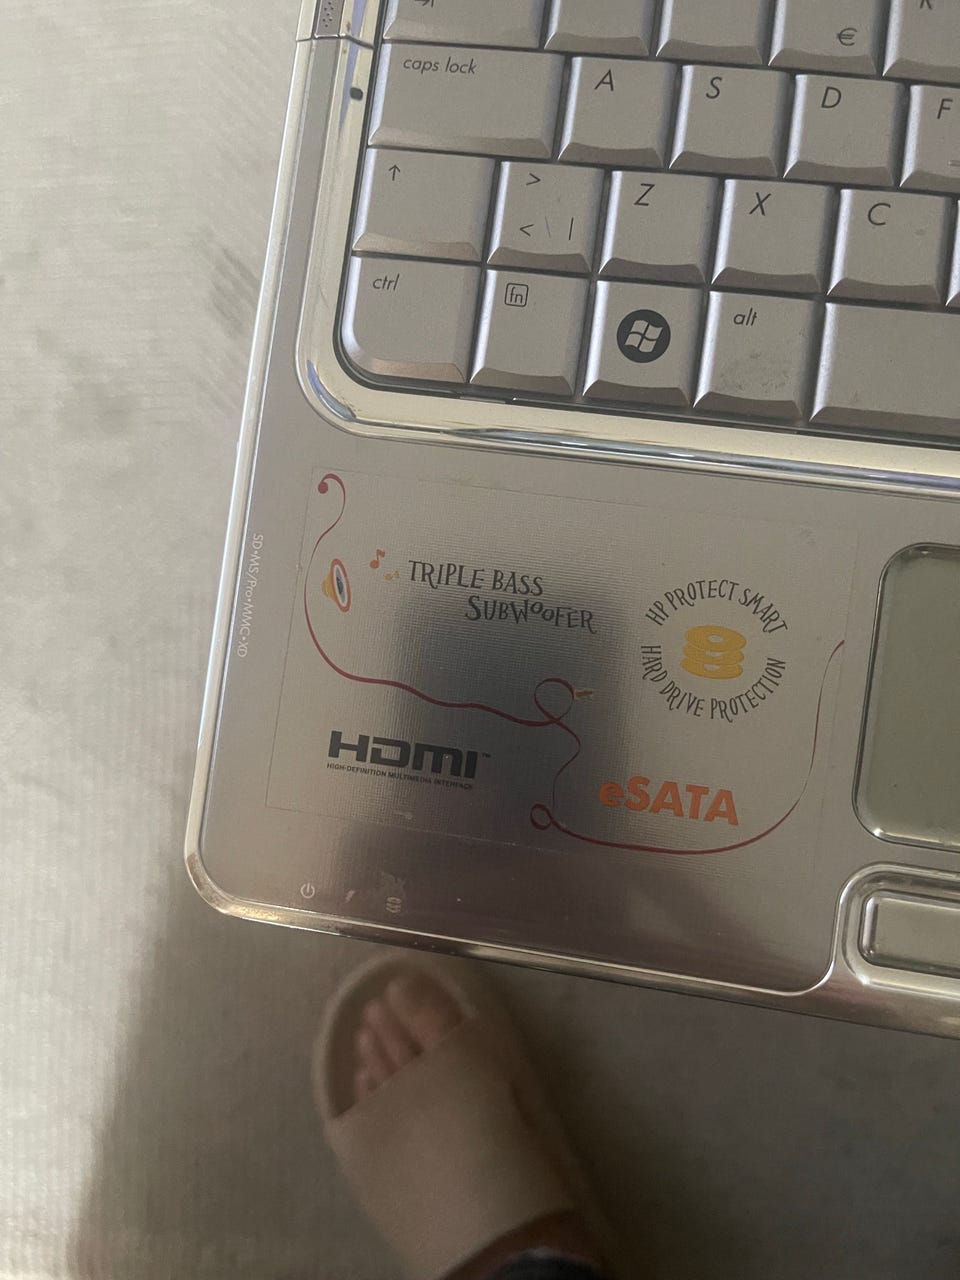 €
R
caps lock
A
S
D
F
↑
>
< \ |
Z
X
C
ctrl
fn
alt
SD•MS/Pro•MMC•XD
TRIPLE BASS
SUBWOOFER
HP PROTECT SMART
HARD DRIVE PROTECTION
HDMI™
HIGH-DEFINITION MULTIMEDIA INTERFACE
eSATA